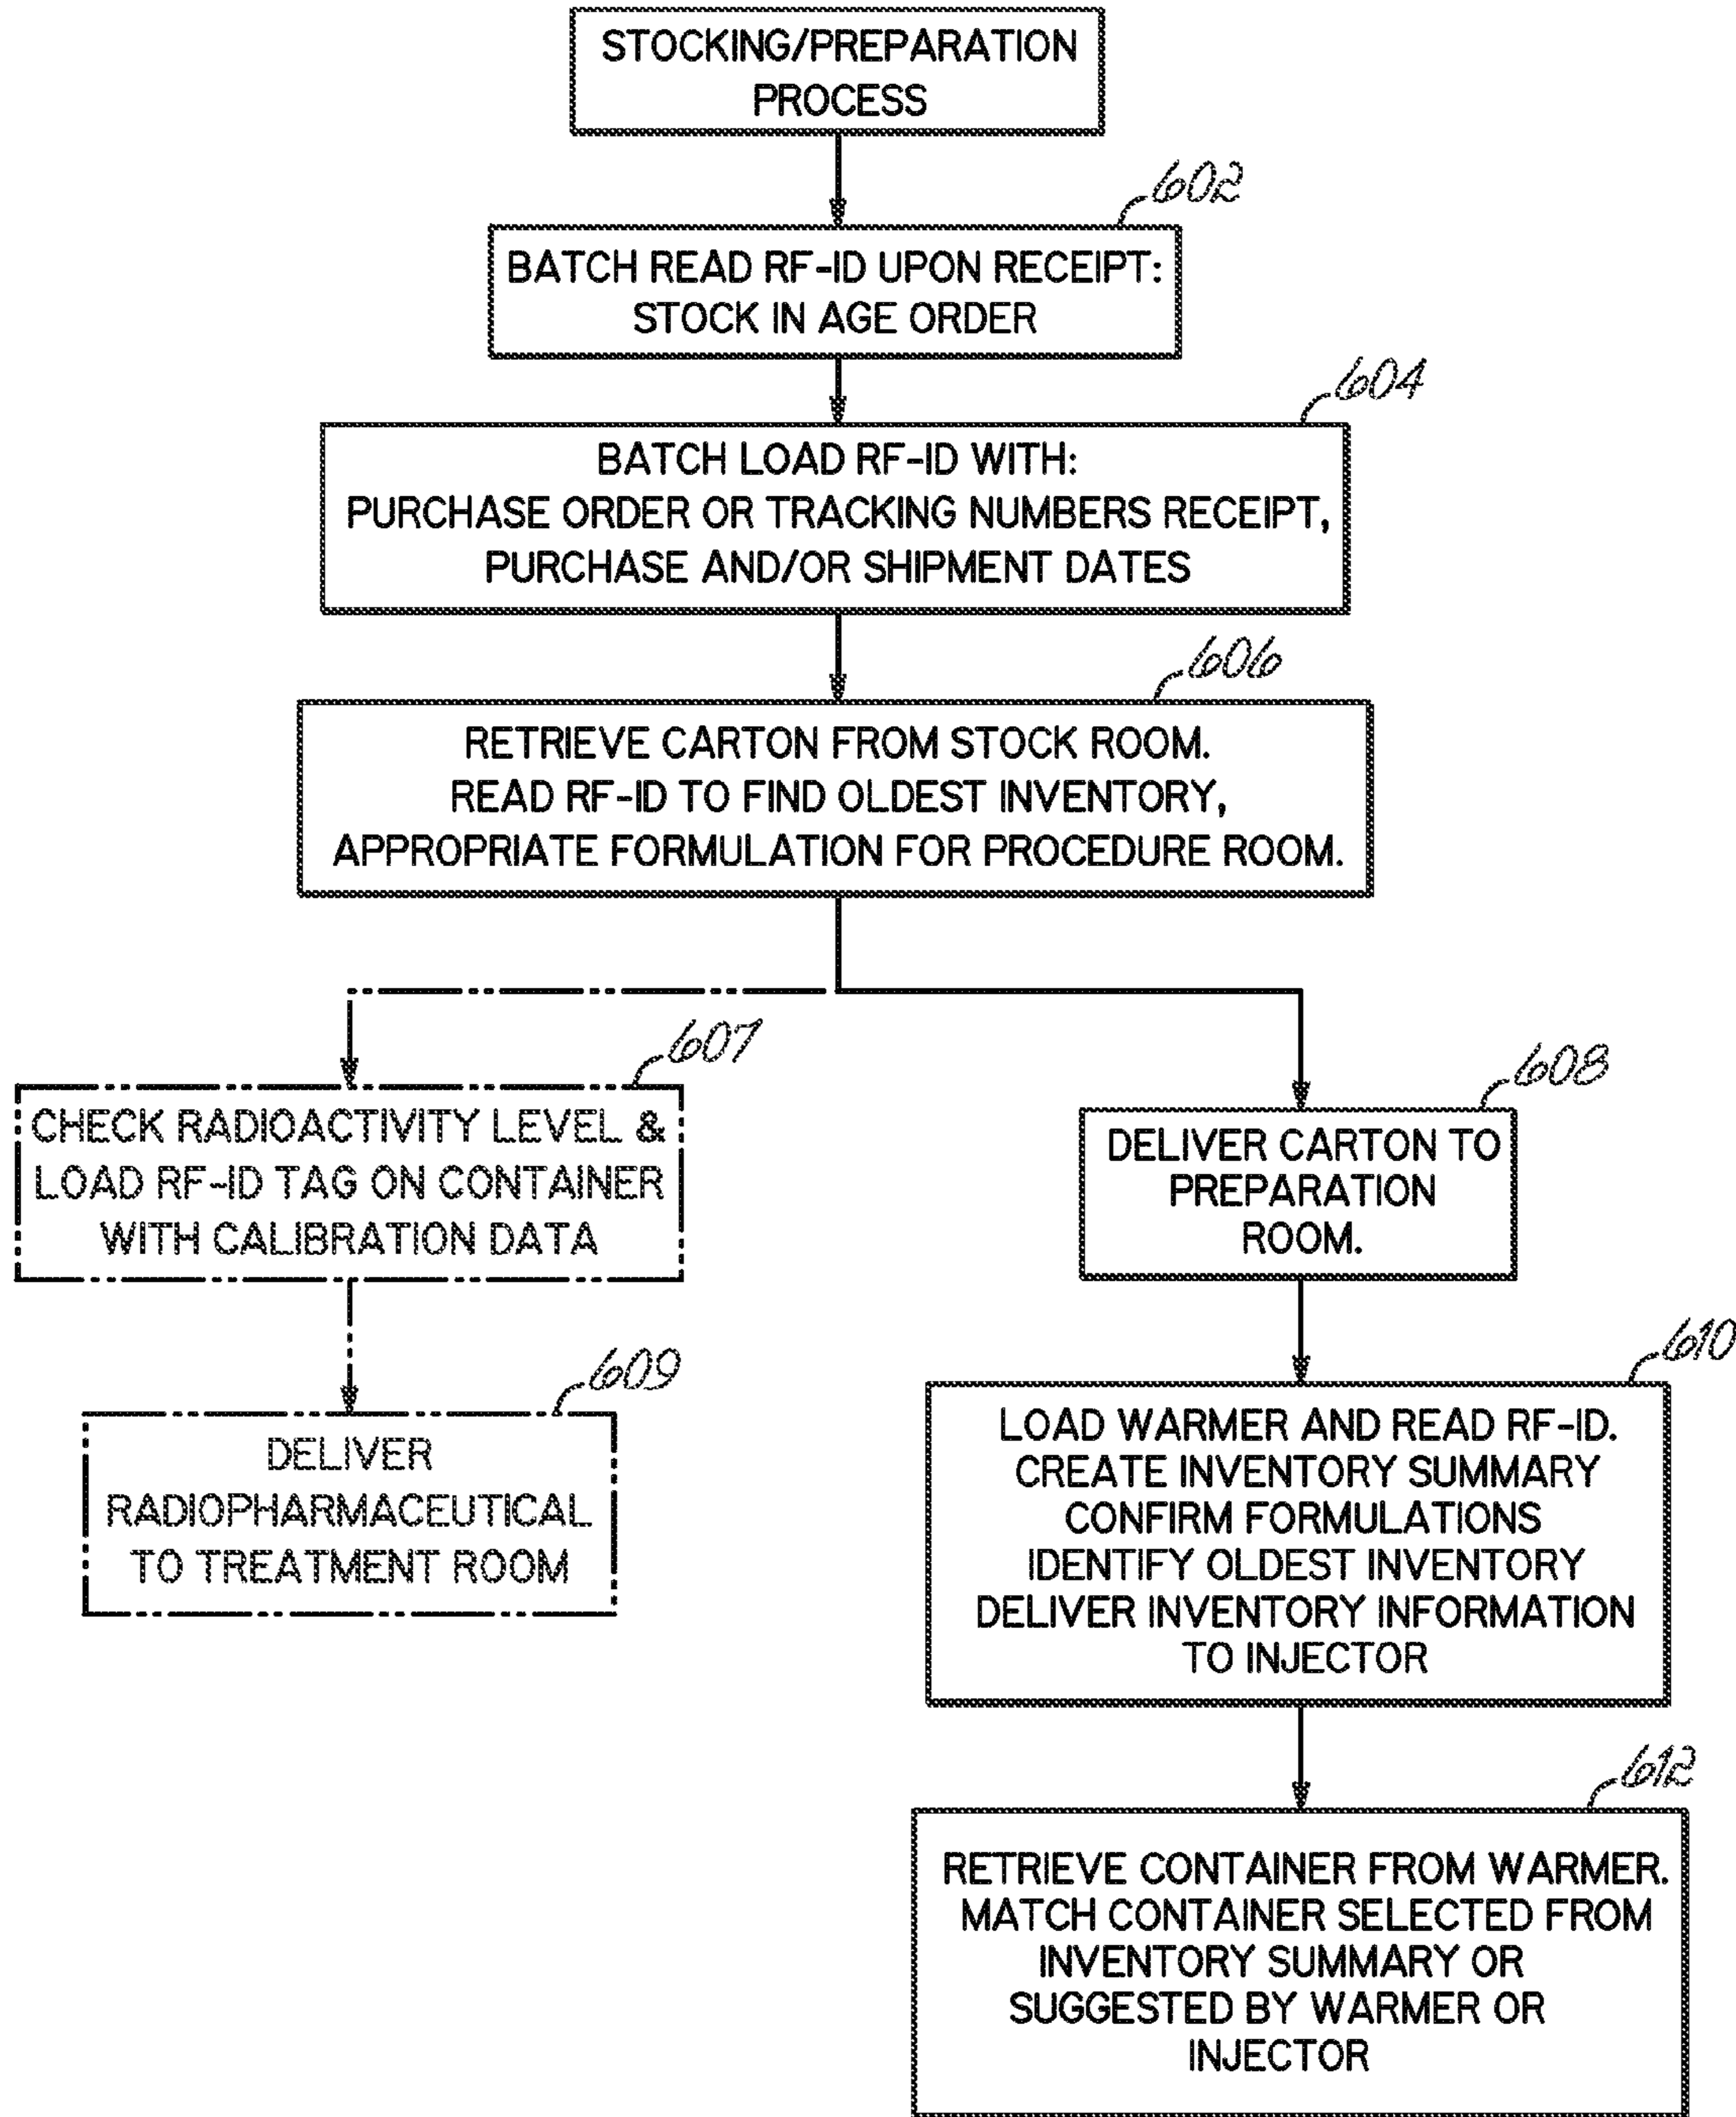 STOCKING/PREPARATION
PROCESS
602
BATCH READ RF-ID UPON RECEIPT:
STOCK IN AGE ORDER
604
BATCH LOAD RF-ID WITH:
PURCHASE ORDER OR TRACKING NUMBERS RECEIPT,
PURCHASE AND/OR SHIPMENT DATES
606
RETRIEVE CARTON FROM STOCK ROOM.
READ RF-ID TO FIND OLDEST INVENTORY,
APPROPRIATE FORMULATION FOR PROCEDURE ROOM.
607
CHECK RADIOACTIVITY LEVEL &
LOAD RF-ID TAG ON CONTAINER
WITH CALIBRATION DATA
609
DELIVER
RADIOPHARMACEUTICAL
TO TREATMENT ROOM
608
DELIVER CARTON TO
PREPARATION
ROOM.
610
LOAD WARMER AND READ RF-ID.
CREATE INVENTORY SUMMARY
CONFIRM FORMULATIONS
IDENTIFY OLDEST INVENTORY
DELIVER INVENTORY INFORMATION
TO INJECTOR
612
RETRIEVE CONTAINER FROM WARMER.
MATCH CONTAINER SELECTED FROM
INVENTORY SUMMARY OR
SUGGESTED BY WARMER OR
INJECTOR